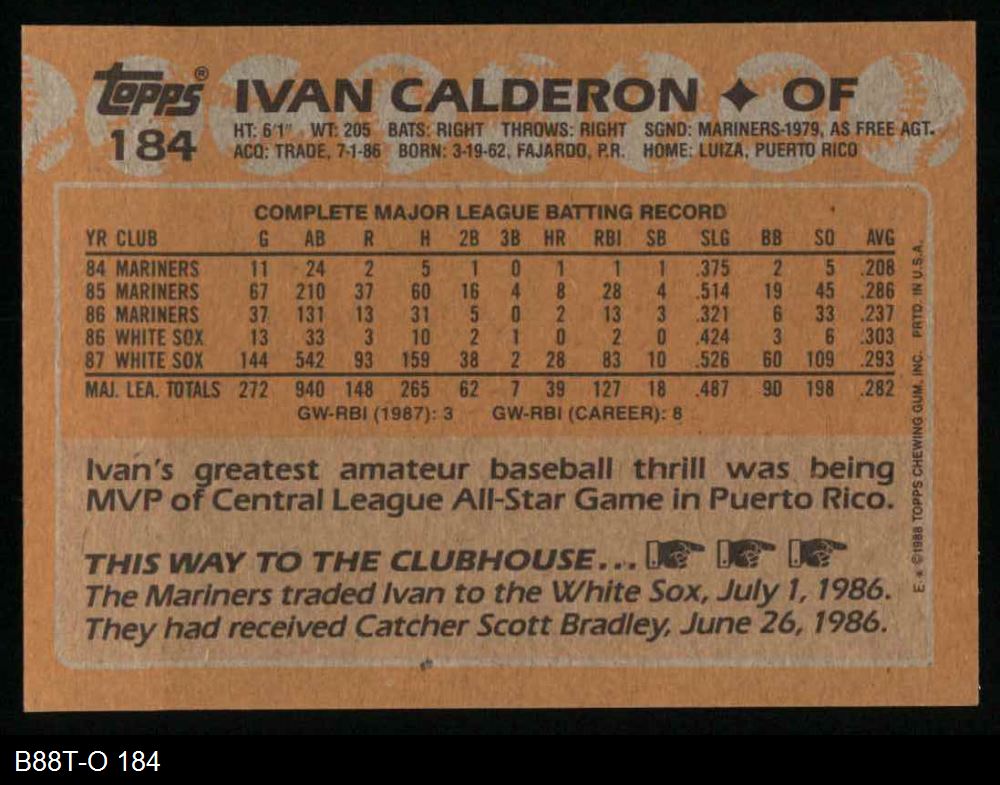 topps®
184
IVAN CALDERON ✦ OF
HT: 6'1" WT: 205 BATS: RIGHT THROWS: RIGHT SGND: MARINERS-1979, AS FREE AGT.
ACQ: TRADE, 7-1-86 BORN: 3-19-62, FAJARDO, P.R. HOME: LUIZA, PUERTO RICO
COMPLETE MAJOR LEAGUE BATTING RECORD
YR CLUB G AB R H 2B 3B HR RBI SB SLG BB SO AVG
84 MARINERS 11 24 2 5 1 0 1 1 1 .375 2 5 .208
85 MARINERS 67 210 37 60 16 4 8 28 4 .514 19 45 .286
86 MARINERS 37 131 13 31 5 0 2 13 3 .321 6 33 .237
86 WHITE SOX 13 33 3 10 2 1 0 2 0 .424 3 6 .303
87 WHITE SOX 144 542 93 159 38 2 28 83 10 .526 60 109 .293
MAJ. LEA. TOTALS 272 940 148 265 62 7 39 127 18 .487 90 198 .282
GW-RBI (1987): 3 GW-RBI (CAREER): 8
Ivan's greatest amateur baseball thrill was being
MVP of Central League All-Star Game in Puerto Rico.
THIS WAY TO THE CLUBHOUSE...
The Mariners traded Ivan to the White Sox, July 1, 1986.
They had received Catcher Scott Bradley, June 26, 1986.
E. * ©1988 TOPPS CHEWING GUM, INC. PRTD. IN U.S.A.
B88T-O 184